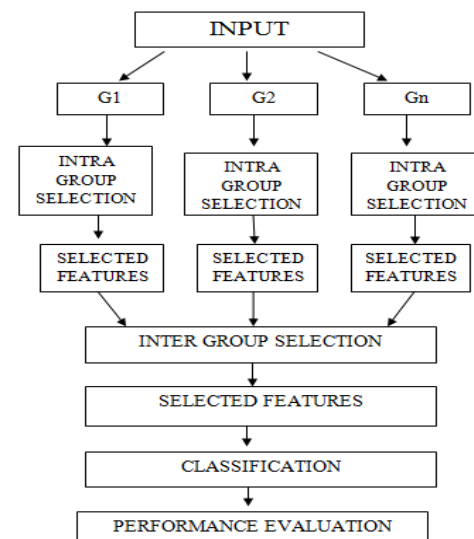 INPUT
G1
G2
Gn
INTRA
GROUP
SELECTION
INTRA
GROUP
SELECTION
INTRA
GROUP
SELECTION
SELECTED
FEATURES
SELECTED
FEATURES
SELECTED
FEATURES
INTER GROUP SELECTION
SELECTED FEATURES
CLASSIFICATION
PERFORMANCE EVALUATION